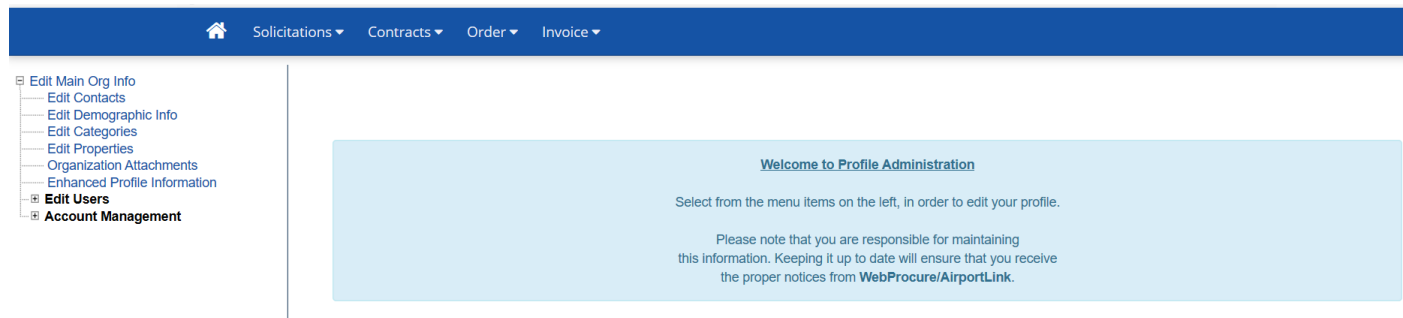 Solicitations Contracts Order Invoice
Edit Main Org Info
Edit Contacts
Edit Demographic Info
Edit Categories
Edit Properties
Organization Attachments
Enhanced Profile Information
Edit Users
Account Management
Welcome to Profile Administration
Select from the menu items on the left, in order to edit your profile.
Please note that you are responsible for maintaining
this information. Keeping it up to date will ensure that you receive
the proper notices from WebProcure/AirportLink.